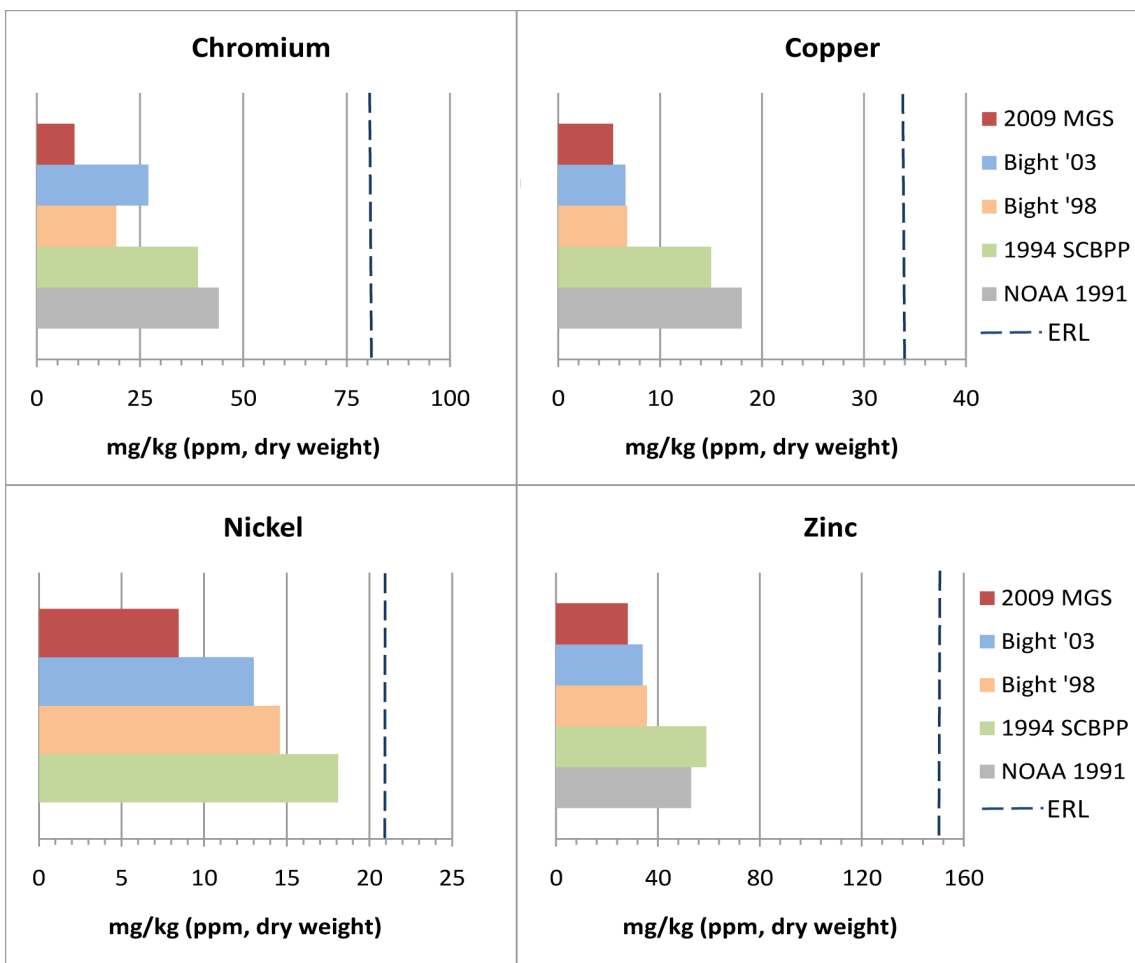 Chromium
0 25 50 75 100
mg/kg (ppm, dry weight)
Copper
2009 MGS
Bight '03
Bight '98
1994 SCBPP
NOAA 1991
ERL
0 10 20 30 40
mg/kg (ppm, dry weight)
Nickel
0 5 10 15 20 25
mg/kg (ppm, dry weight)
Zinc
2009 MGS
Bight '03
Bight '98
1994 SCBPP
NOAA 1991
ERL
0 40 80 120 160
mg/kg (ppm, dry weight)